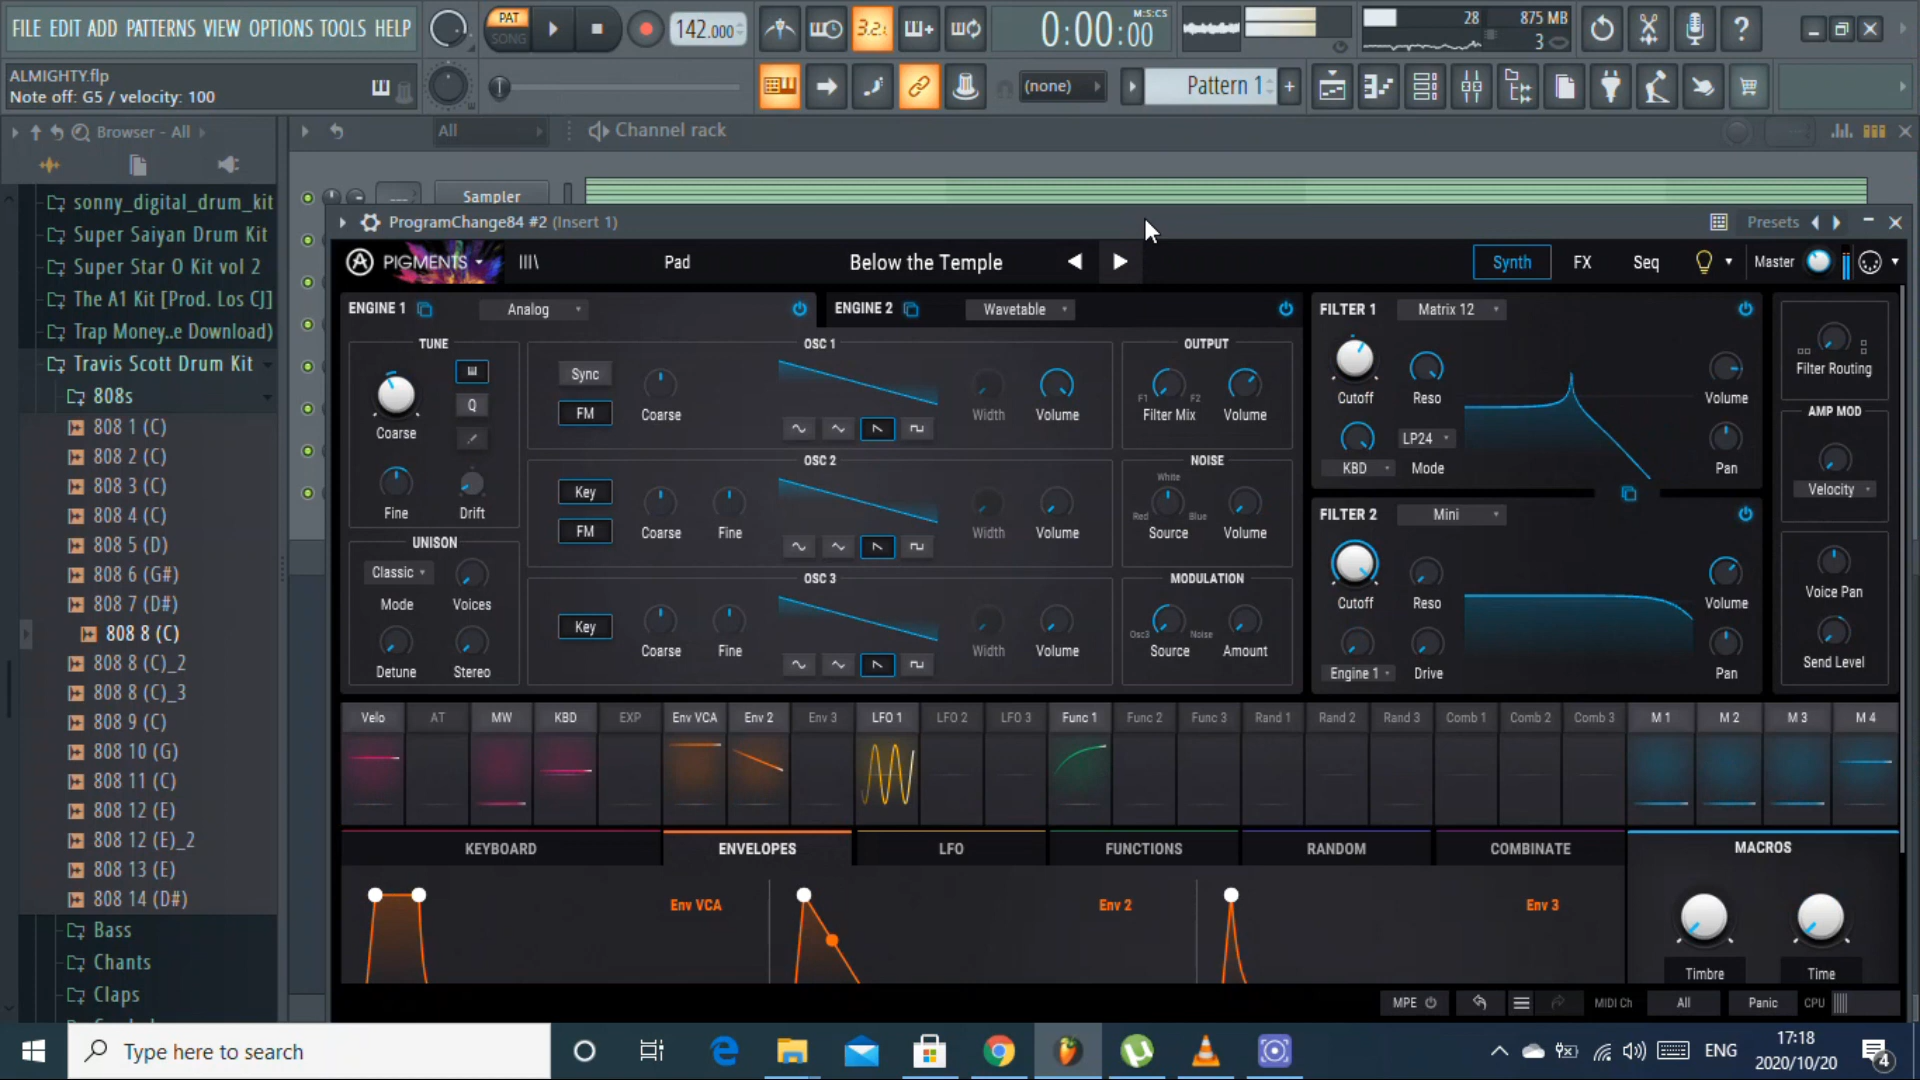 FILE EDIT ADD PATTERNS VIEW OPTIONS TOOLS HELP
PAT
SONG
142.000
3.2.
0:00:00
M:S:CS
28
875 MB
3
ALMIGHTY.flp
Note off: G5 / velocity: 100
(none)
Pattern 1
Browser - All
All
Channel rack
Sampler
sonny_digital_drum_kit
Super Saiyan Drum Kit
Super Star O Kit vol 2
The A1 Kit [Prod. Los CJ]
Trap Money..e Download)
Travis Scott Drum Kit
808s
808 1 (C)
808 2 (C)
808 3 (C)
808 4 (C)
808 5 (D)
808 6 (G#)
808 7 (D#)
808 8 (C)
808 8 (C)_2
808 8 (C)_3
808 9 (C)
808 10 (G)
808 11 (C)
808 12 (E)
808 12 (E)_2
808 13 (E)
808 14 (D#)
Bass
Chants
Claps
ProgramChange84 #2 (Insert 1)
Presets
PIGMENTS
Pad
Below the Temple
Synth
FX
Seq
Master
ENGINE 1
Analog
ENGINE 2
Wavetable
TUNE
Coarse
Q
Fine
Drift
UNISON
Classic
Mode
Voices
Detune
Stereo
OSC 1
Sync
FM
Coarse
Width
Volume
OSC 2
Key
FM
Coarse
Fine
Width
Volume
OSC 3
Key
Coarse
Fine
Width
Volume
OUTPUT
F1
F2
Filter Mix
Volume
NOISE
White
Red
Blue
Source
Volume
MODULATION
Osc3
Noise
Source
Amount
FILTER 1
Matrix 12
Cutoff
Reso
Volume
KBD
LP24
Mode
Pan
FILTER 2
Mini
Cutoff
Reso
Volume
Engine 1
Drive
Pan
Filter Routing
AMP MOD
Velocity
Voice Pan
Send Level
Velo
AT
MW
KBD
EXP
Env VCA
Env 2
Env 3
LFO 1
LFO 2
LFO 3
Func 1
Func 2
Func 3
Rand 1
Rand 2
Rand 3
Comb 1
Comb 2
Comb 3
M 1
M 2
M 3
M 4
KEYBOARD
ENVELOPES
LFO
FUNCTIONS
RANDOM
COMBINATE
MACROS
Env VCA
Env 2
Env 3
Timbre
Time
MPE
MIDI Ch
All
Panic
CPU
Type here to search
ENG
17:18
2020/10/20
4